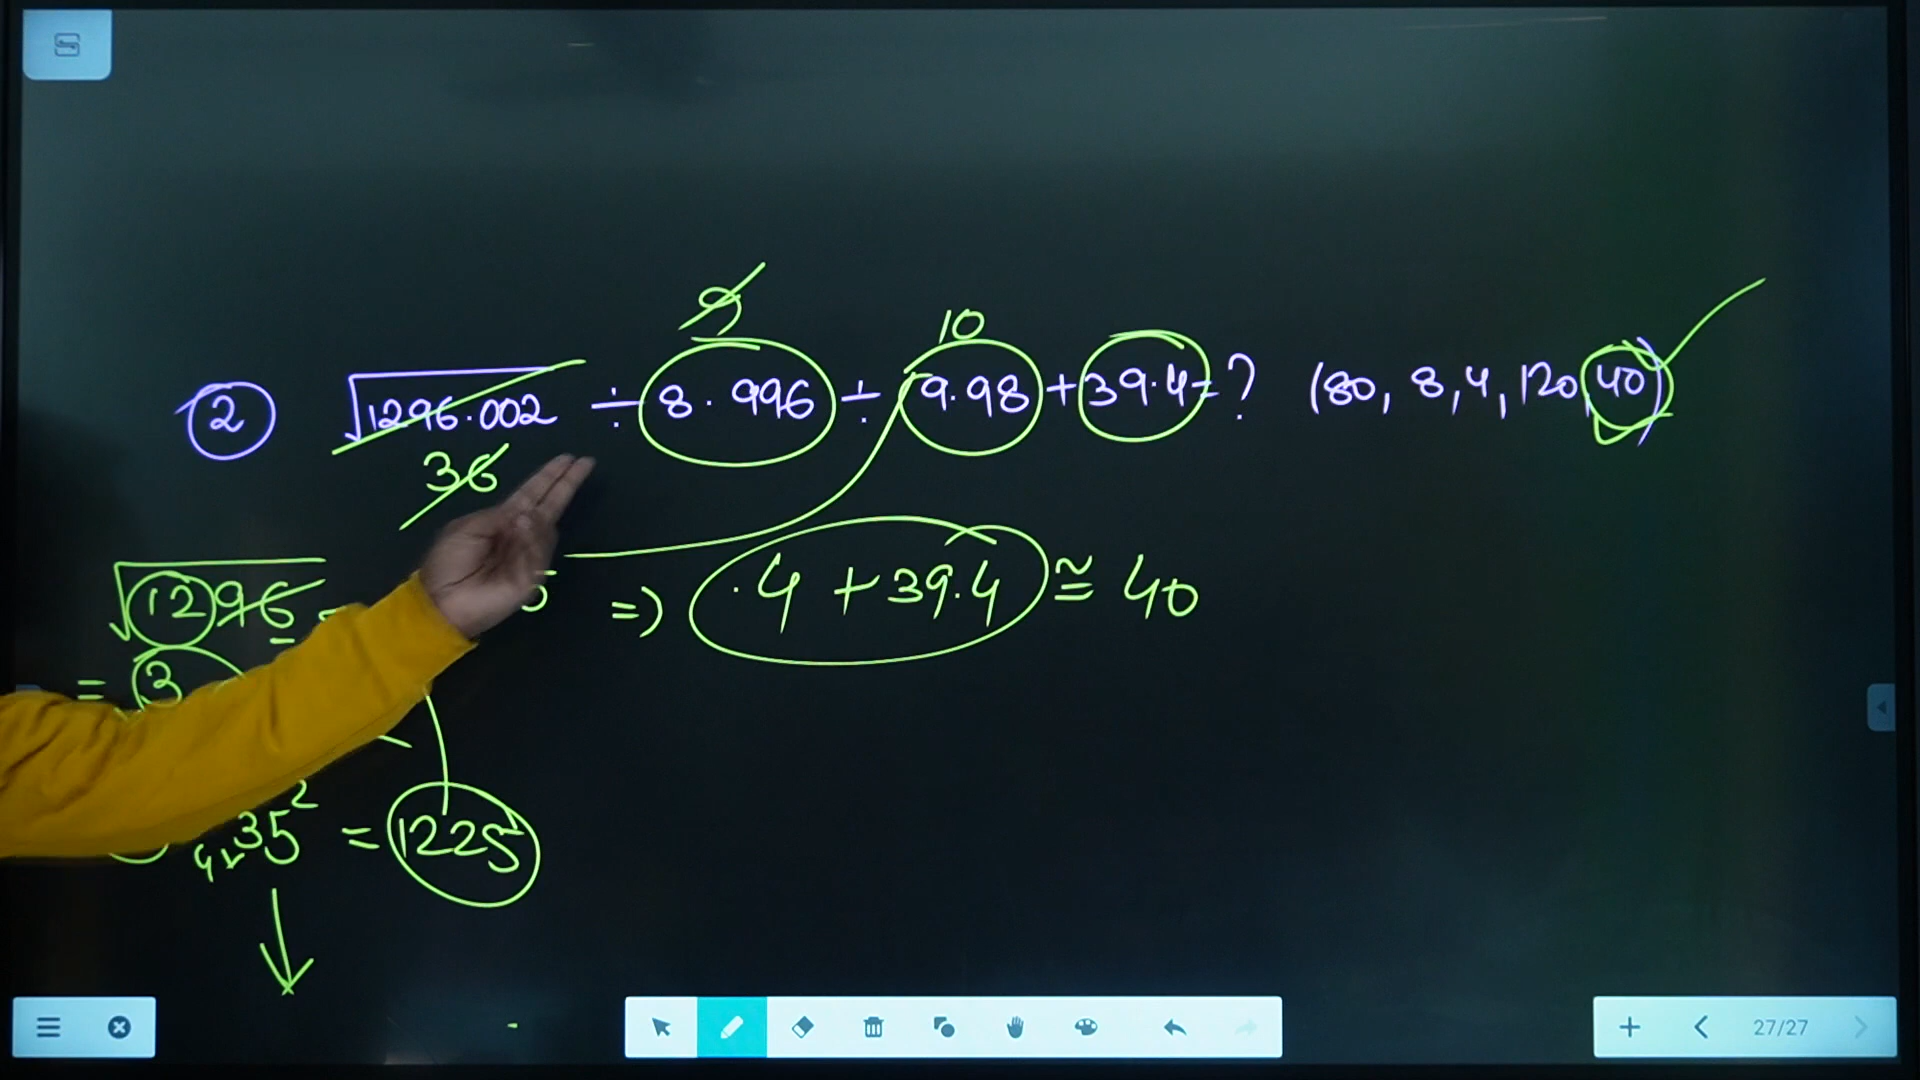 9
10
2 √1296.002 ÷ 8.996 ÷ 9.98 + 39.4 = ? (80, 8, 4, 120, 40)
36
√1296 5 => .4 + 39.4 ≅ 40
= 3
35² = 1225
27/27